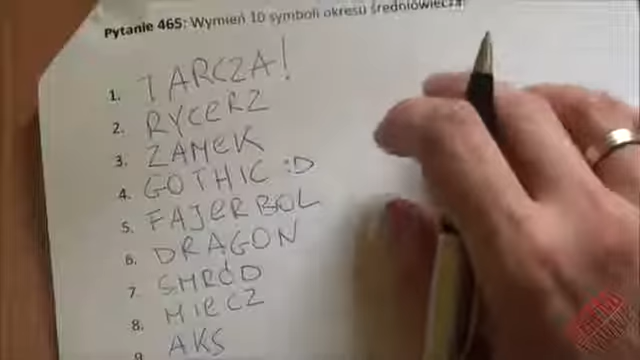 Pytanie 465: Wymień 10 symboli okresu średniowiecza:
1. TARCZA!
2. RYCERZ
3. ZAMEK
4. GOTHIC :D
5. FAJERBOL
6. DRAGON
7. SMRÓD
8. MIECZ
9. AKS